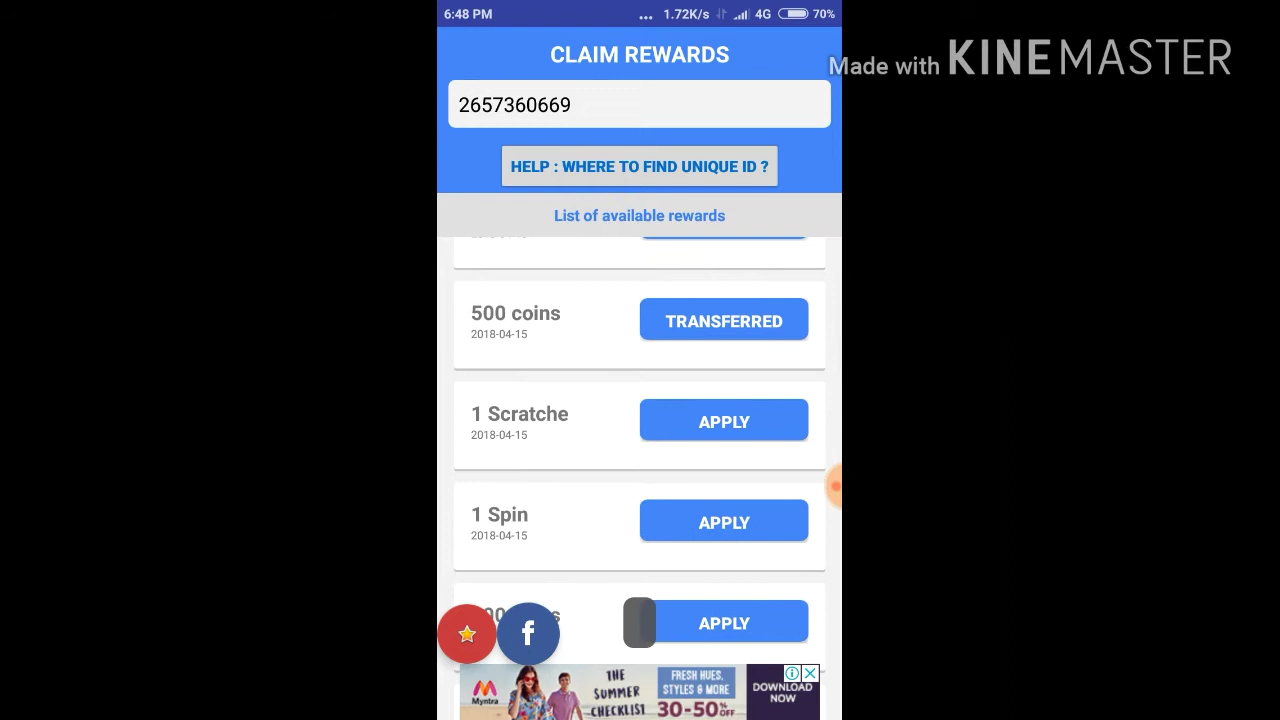 6:48 PM
... 1.72K/s 4G 70%
CLAIM REWARDS
Made with KINEMASTER
2657360669
HELP : WHERE TO FIND UNIQUE ID ?
List of available rewards
500 coins
TRANSFERRED
2018-04-15
1 Scratche
APPLY
2018-04-15
1 Spin
APPLY
2018-04-15
APPLY
f
Myntra
THE
SUMMER
CHECKLIST
FRESH HUES,
STYLES & MORE
30-50% OFF
DOWNLOAD
NOW